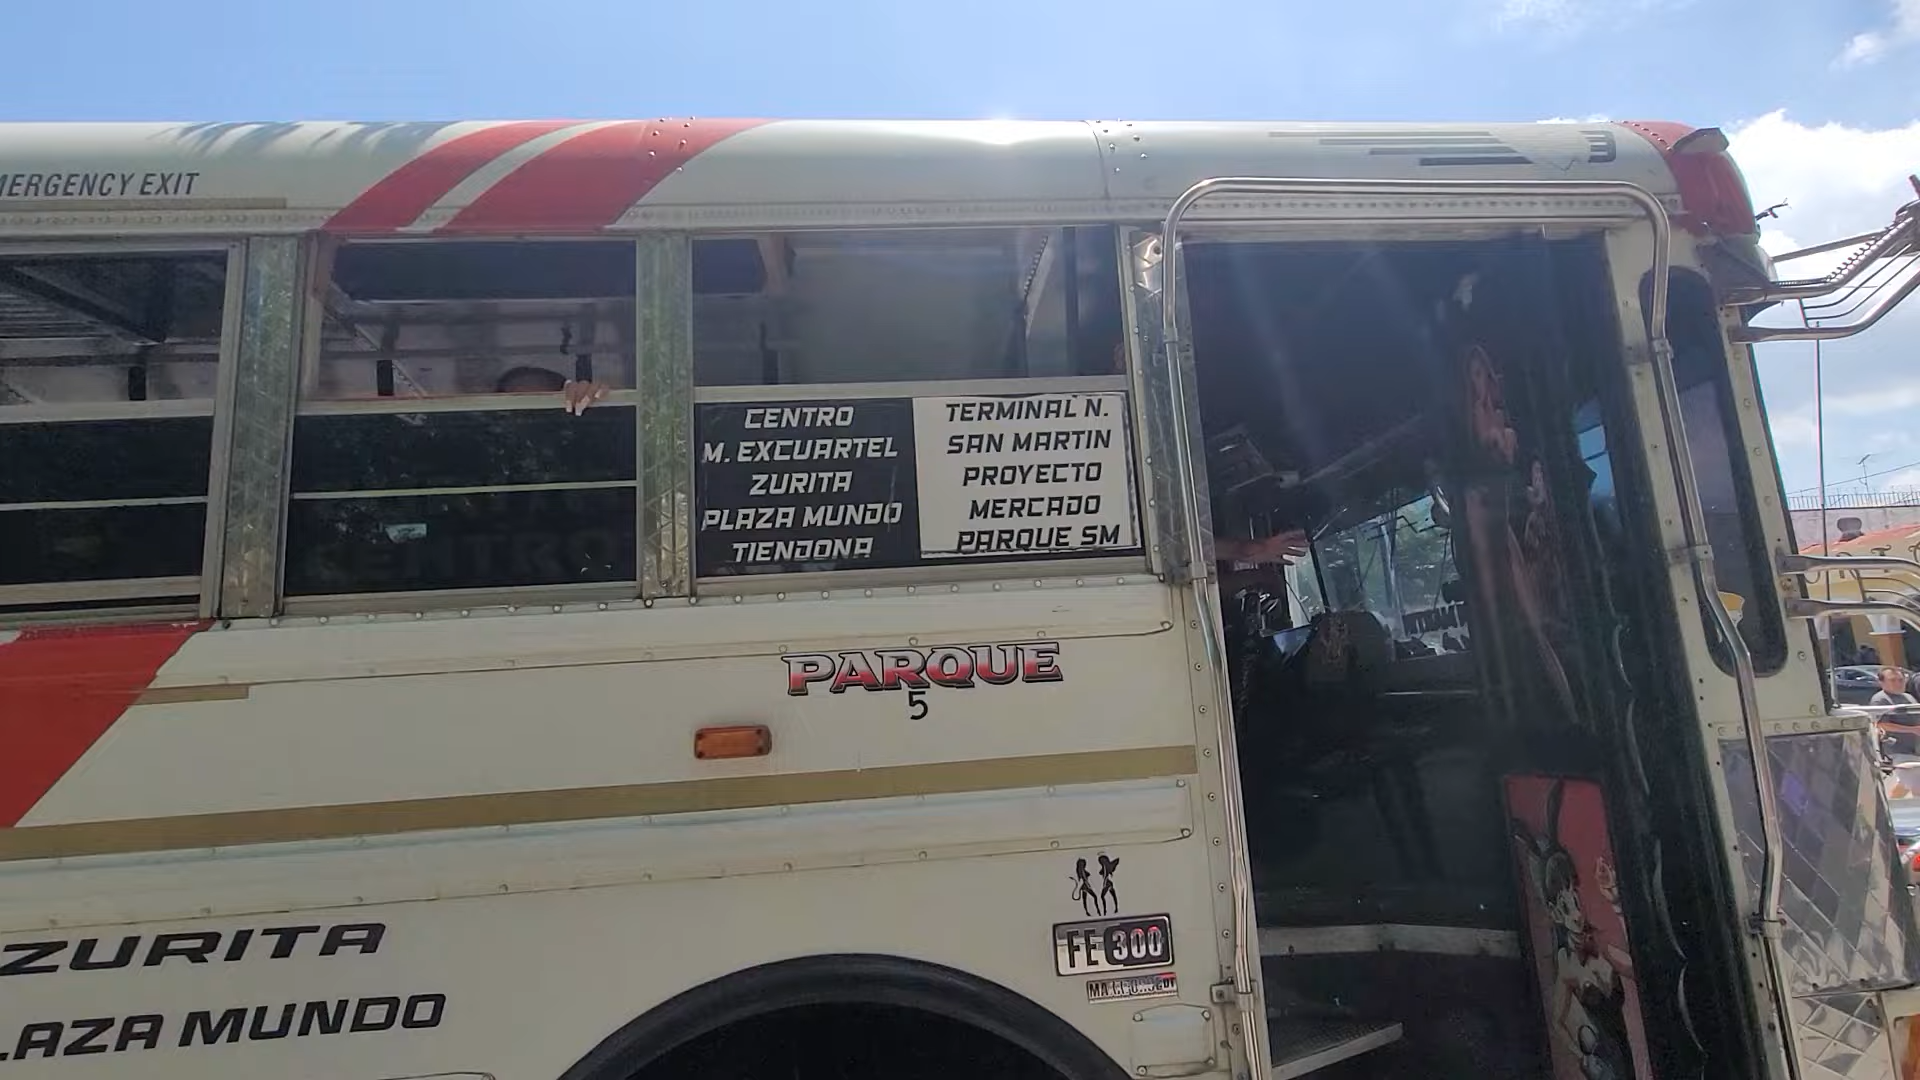 MERGENCY EXIT
CENTRO
M. EXCUARTEL
ZURITA
PLAZA MUNDO
TIENDONA
TERMINAL N.
SAN MARTIN
PROYECTO
MERCADO
PARQUE SM
PARQUE
5
FE 300
ZURITA
LAZA MUNDO